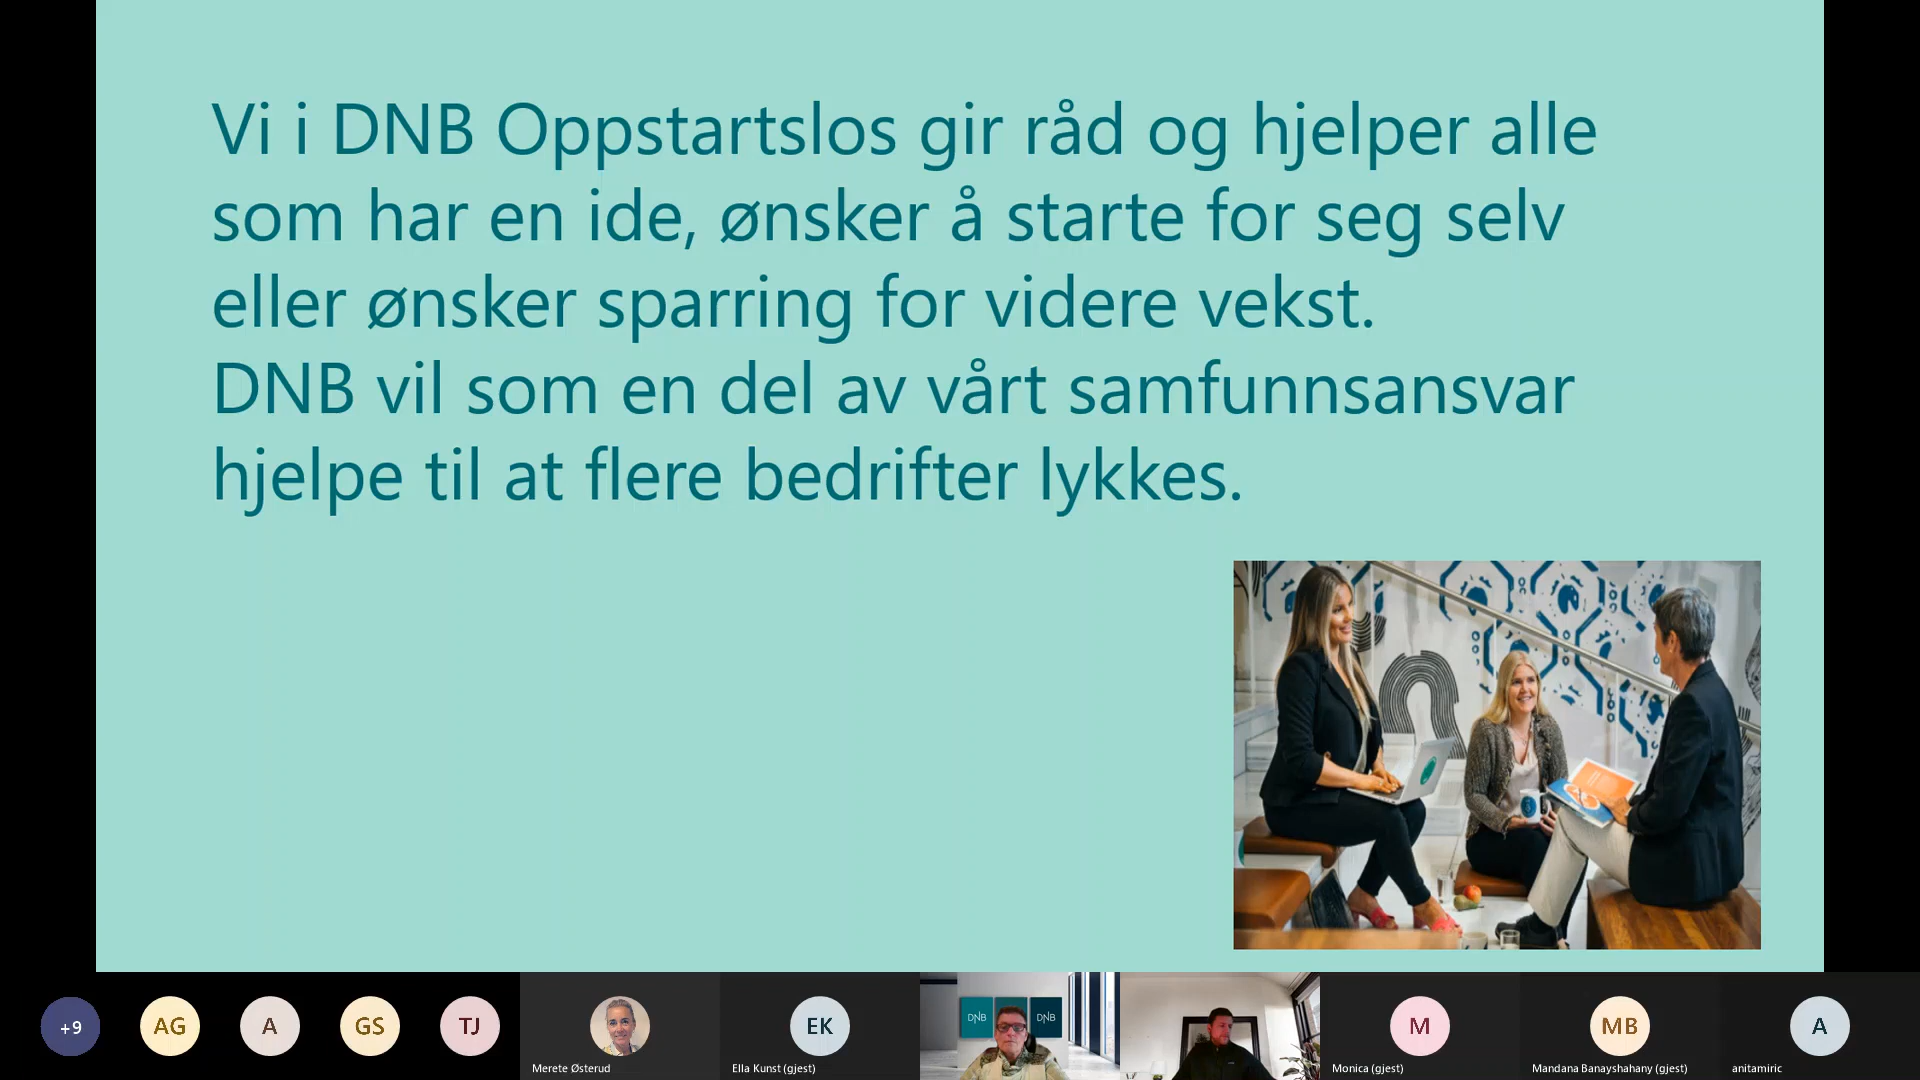 Vi i DNB Oppstartslos gir råd og hjelper alle
som har en ide, ønsker å starte for seg selv
eller ønsker sparring for videre vekst.
DNB vil som en del av vårt samfunnsansvar
hjelpe til at flere bedrifter lykkes.
+9
AG
A
GS
TJ
Merete Østerud
EK
Ella Kunst (gjest)
DNB
DNB
M
Monica (gjest)
MB
Mandana Banayshahany (gjest)
A
anitamiric